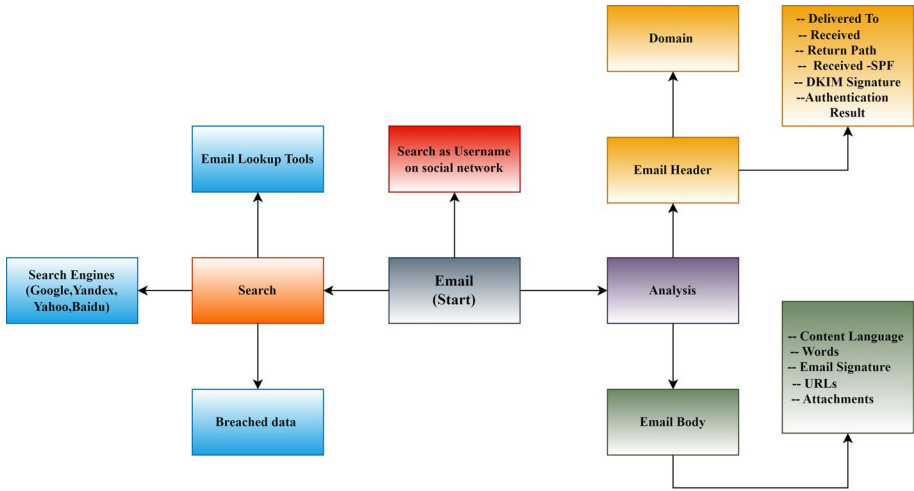 Domain
-- Delivered To
-- Received
-- Return Path
-- Received -SPF
-- DKIM Signature
--Authentication
Result
Email Lookup Tools
Search as Username
on social network
Email Header
Search Engines
(Google,Yandex,
Yahoo,Baidu)
Search
Email
(Start)
Analysis
-- Content Language
-- Words
-- Email Signature
-- URLs
-- Attachments
Breached data
Email Body